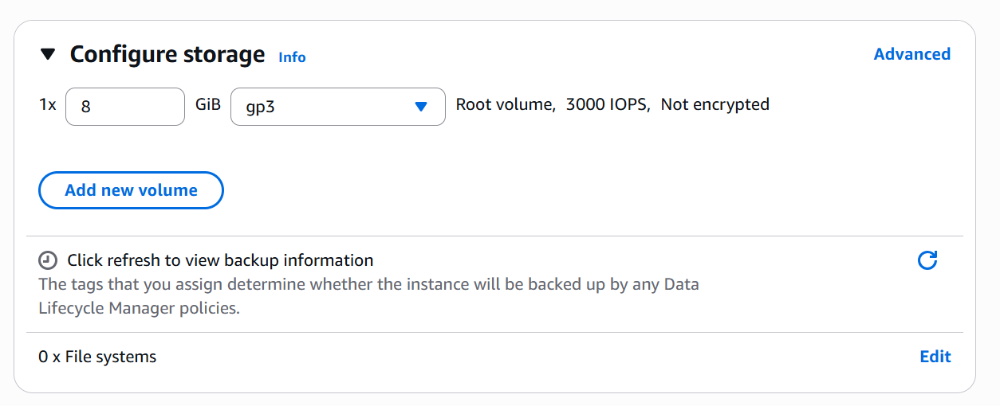 Configure storage Info Advanced
1x 8 GiB gp3 Root volume, 3000 IOPS, Not encrypted
Add new volume
Click refresh to view backup information
The tags that you assign determine whether the instance will be backed up by any Data
Lifecycle Manager policies.
0 x File systems Edit